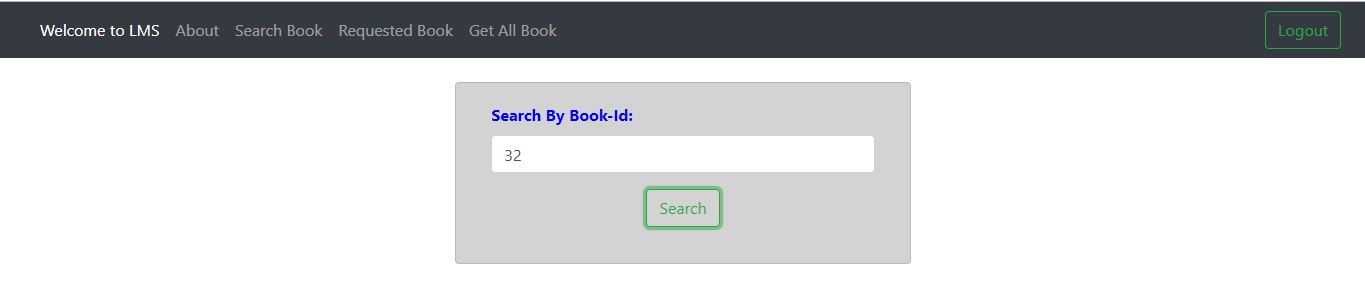 Welcome to LMS About Search Book Requested Book Get All Book Logout
Search By Book-Id:
32
Search